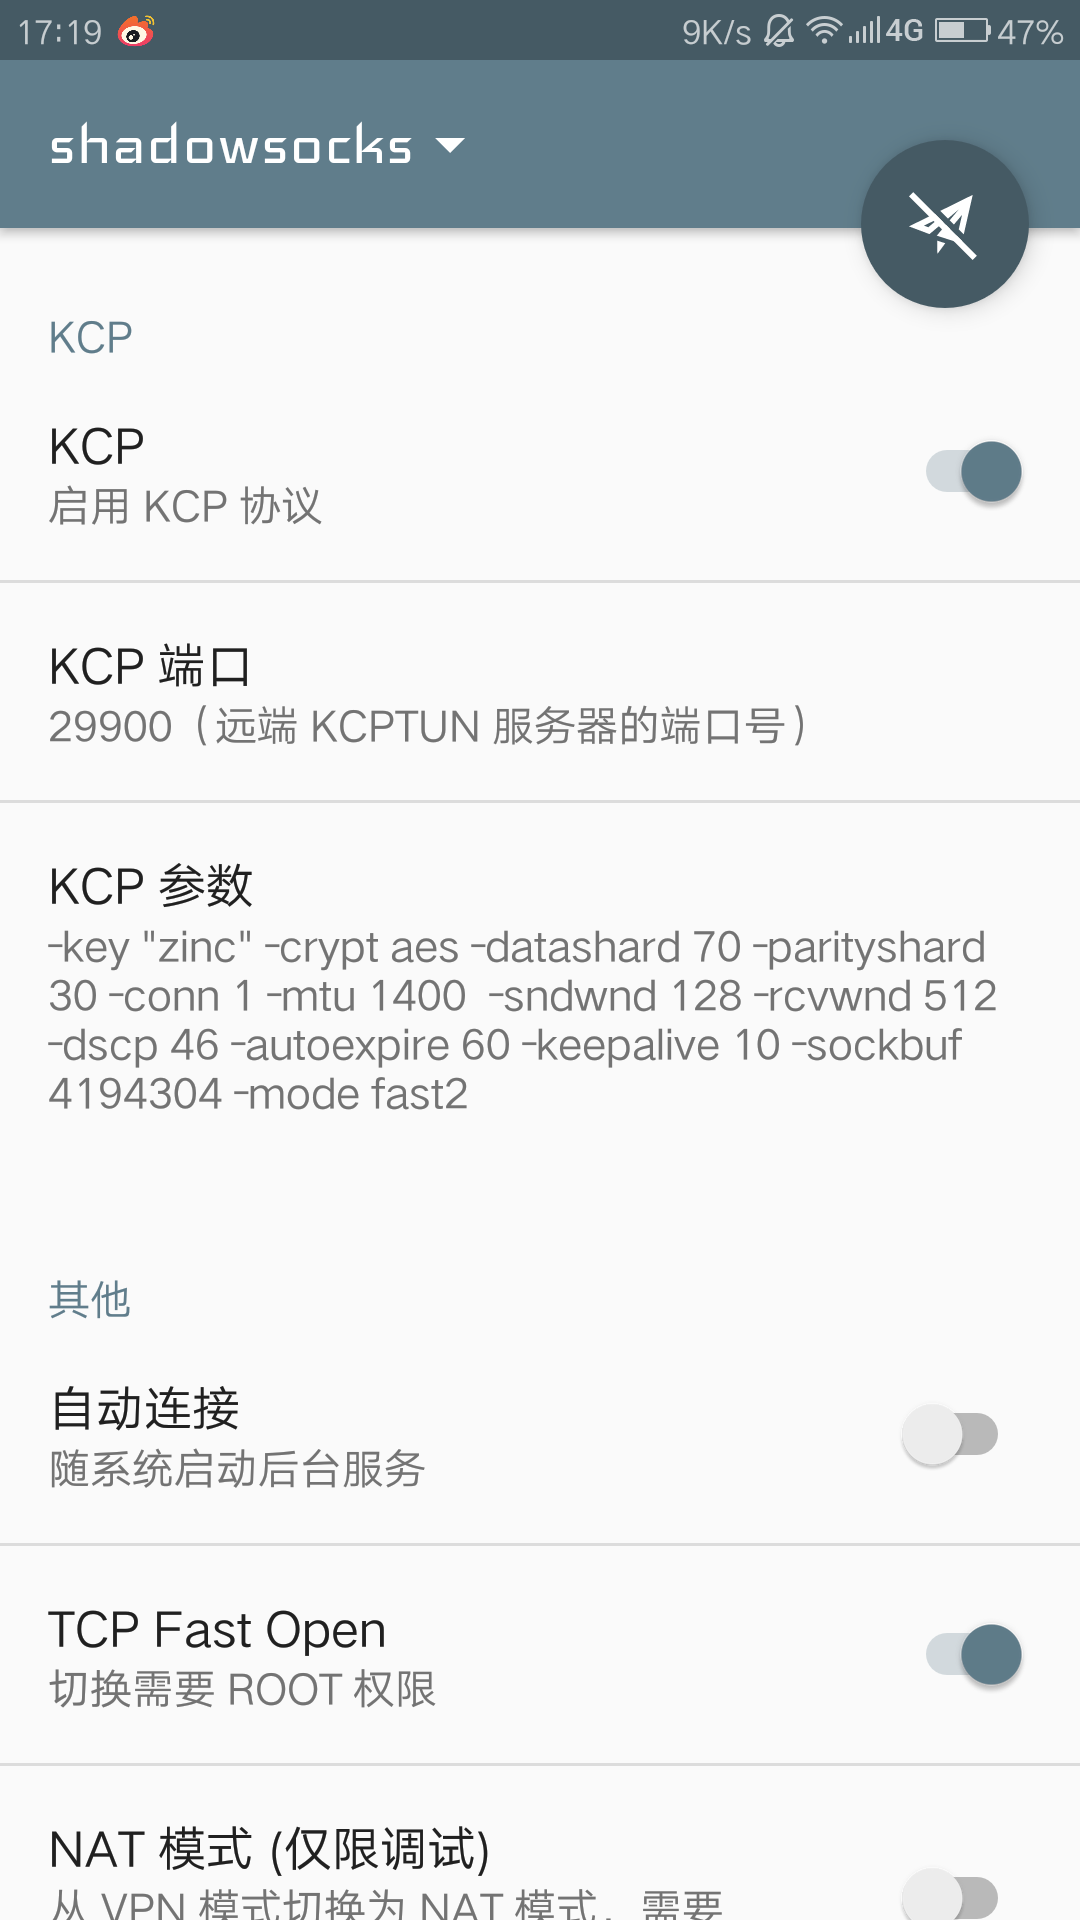 17:19 9K/s 4G 47%
shadowsocks
KCP
KCP
启用 KCP 协议
KCP 端口
29900（远端 KCPTUN 服务器的端口号）
KCP 参数
-key "zinc" -crypt aes -datashard 70 -parityshard
30 -conn 1 -mtu 1400  -sndwnd 128 -rcvwnd 512
-dscp 46 -autoexpire 60 -keepalive 10 -sockbuf
4194304 -mode fast2
其他
自动连接
随系统启动后台服务
TCP Fast Open
切换需要 ROOT 权限
NAT 模式 (仅限调试)
从 VPN 模式切换为 NAT 模式，需要